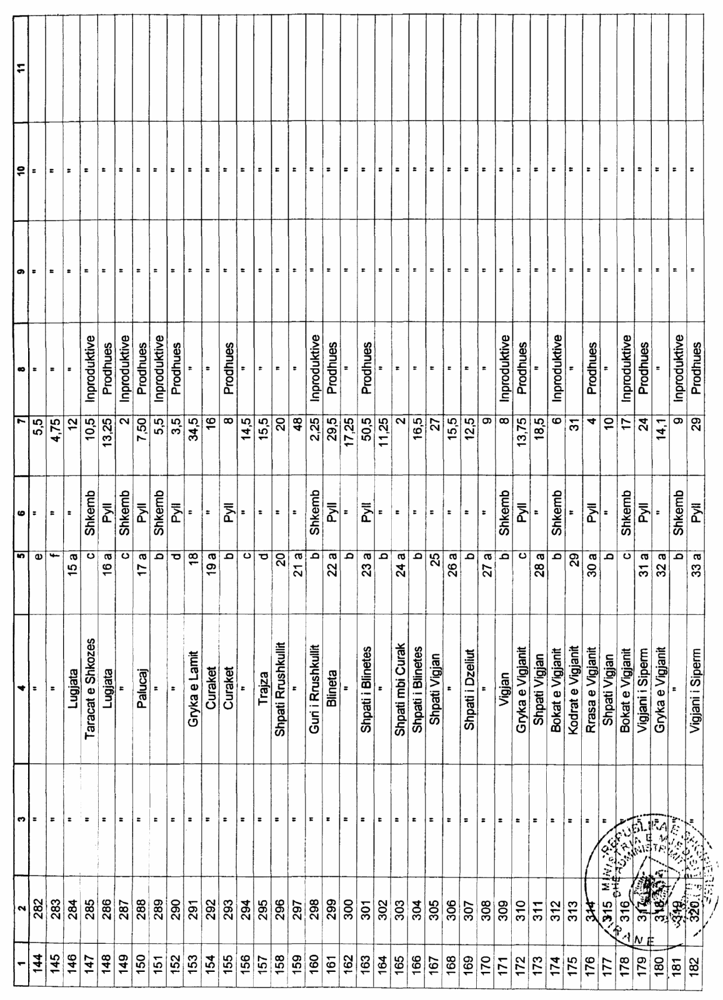 1 2 3 4 5 6 7 8 9 10 11
144 282 " " e " 5,5 " " "
145 283 " " f " 4,75 " " "
146 284 " Lugjata 15 a " 12 " " "
147 285 " Taracat e Shkozes c Shkemb 10,5 Inproduktive " "
148 286 " Lugjata 16 a Pyll 13,25 Prodhues " "
149 287 " " c Shkemb 2 Inproduktive " "
150 288 " Palucaj 17 a Pyll 7,50 Prodhues " "
151 289 " " b Shkemb 5,5 Inproduktive " "
152 290 " " d Pyll 3,5 Prodhues " "
153 291 " Gryka e Lamit 18 " 34,5 " " "
154 292 " Curaket 19 a " 16 " " "
155 293 " Curaket b Pyll 8 Prodhues " "
156 294 " " c " 14,5 " " "
157 295 " Trajza d " 15,5 " " "
158 296 " Shpati Rrushkullit 20 " 20 " " "
159 297 " " 21 a " 48 " " "
160 298 " Guri i Rrushkullit b Shkemb 2,25 Inproduktive " "
161 299 " Blineta 22 a Pyll 29,5 Prodhues " "
162 300 " " b " 17,25 " " "
163 301 " Shpati i Blinetes 23 a Pyll 50,5 Prodhues " "
164 302 " " b " 11,25 " " "
165 303 " Shpati mbi Curak 24 a " 2 " " "
166 304 " Shpati i Blinetes b " 16,5 " " "
167 305 " Shpati Vigjan 25 " 27 " " "
168 306 " " 26 a " 15,5 " " "
169 307 " Shpati i Dzeliut b " 12,5 " " "
170 308 " " 27 a " 9 " " "
171 309 " Vigjan b Shkemb 8 Inproduktive " "
172 310 " Gryka e Vigjanit c Pyll 13,75 Prodhues " "
173 311 " Shpati Vigjan 28 a " 18,5 " " "
174 312 " Bokat e Vigjanit b Shkemb 6 Inproduktive " "
175 313 " Kodrat e Vigjanit 29 " 31 " " "
176 314 " Rrasa e Vigjanit 30 a Pyll 4 Prodhues " "
177 315 " Shpati Vigjan b " 10 " " "
178 316 " Bokat e Vigjanit c Shkemb 17 Inproduktive " "
179 317 " Vigjani i Siperm 31 a Pyll 24 Prodhues " "
180 318 " Gryka e Vigjanit 32 a " 14,1 " " "
181 319 " " b Shkemb 9 Inproduktive " "
182 320 " Vigjani i Siperm 33 a Pyll 29 Prodhues " "
REPUBLIKA E SHQIPERISE
MINISTRIA E MJEDISIT
DHE ADMINISTRIMIT
TIRANE